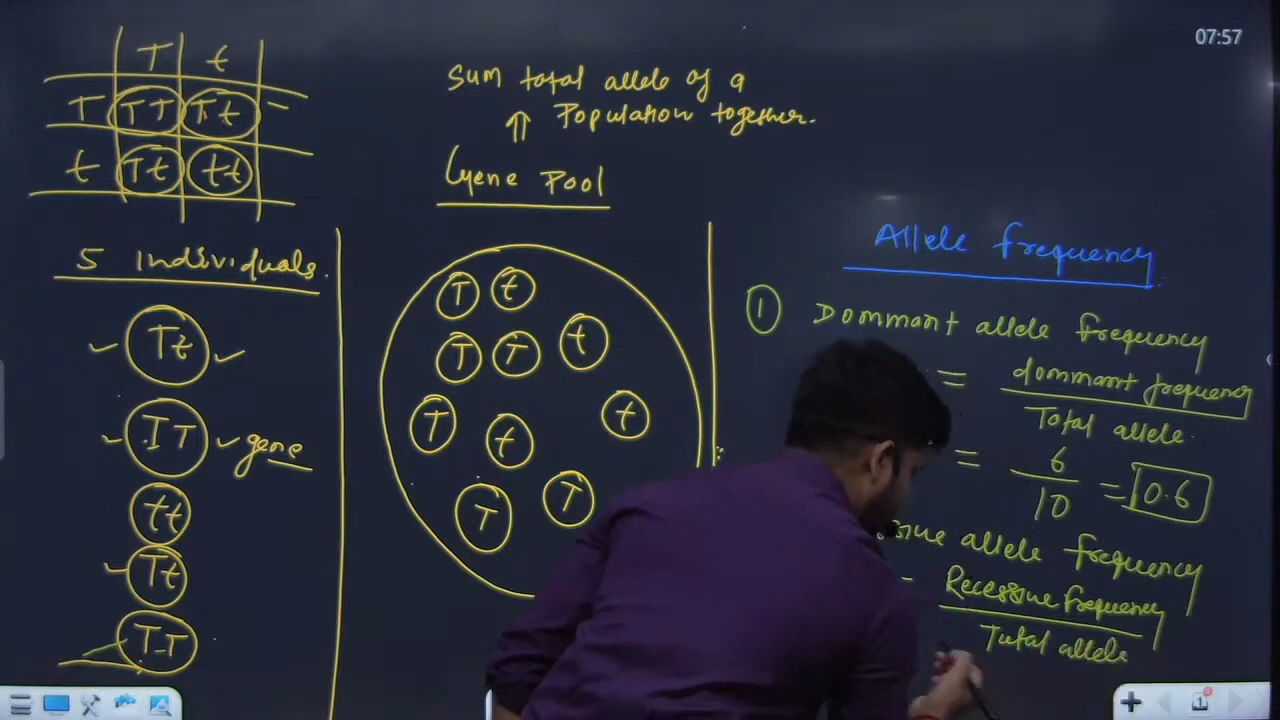 07:57
T t
T TT Tt -
t Tt tt
Sum total allele of a
Population together.
⇑
Gene Pool
5 individuals.
Tt
TT gene
tt
Tt
TT
T t
T T t
T t t
T T
Allele frequency
① Dominant allele frequency
= dominant frequency
Total allele.
= 6
10
= 0.6
allele frequency
Recessive frequency
Total allele
1